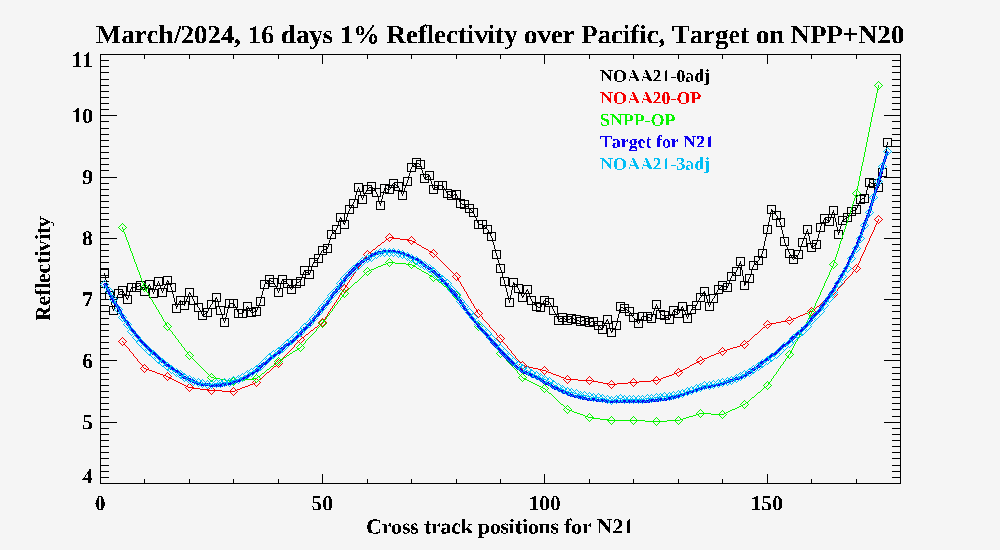 March/2024, 16 days 1% Reflectivity over Pacific, Target on NPP+N20
11
10
9
8
7
6
5
4
Reflectivity
NOAA21-0adj
NOAA20-OP
SNPP-OP
Target for N21
NOAA21-3adj
0 50 100 150
Cross track positions for N21